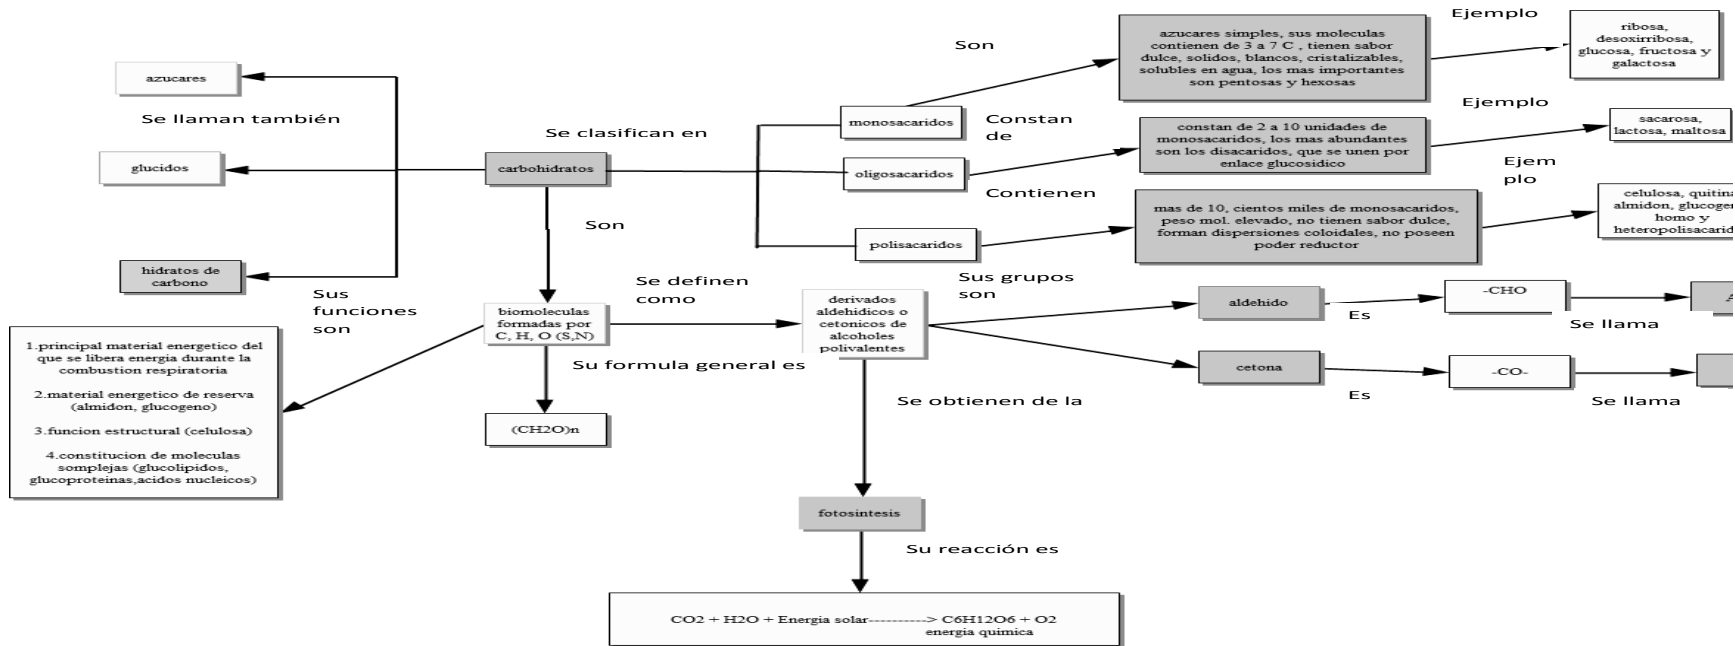 Ejemplo
Son
azucares simples, sus moleculas
contienen de 3 a 7 C , tienen sabor
dulce, solidos, blancos, cristalizables,
solubles en agua, los mas importantes
son pentosas y hexosas
ribosa,
desoxirribosa,
glucosa, fructosa y
galactosa
azucares
Se llaman también
glucidos
hidratos de
carbono
carbohidratos
Se clasifican en
monosacaridos
Constan
de
constan de 2 a 10 unidades de
monosacaridos, los mas abundantes
son los disacaridos, que se unen por
enlace glucosidico
Ejemplo
sacarosa,
lactosa, maltosa
oligosacaridos
Contienen
Ejem
plo
polisacaridos
mas de 10, cientos miles de monosacaridos,
peso mol. elevado, no tienen sabor dulce,
forman dispersiones coloidales, no poseen
poder reductor
celulosa, quitina
almidon, glucogen
homo y
heteropolisacarid
Son
Sus
funciones
son
1.principal material energetico del
que se libera energia durante la
combustion respiratoria
2.material energetico de reserva
(almidon, glucogeno)
3.funcion estructural (celulosa)
4.constitucion de moleculas
somplejas (glucolipidos,
glucoproteinas,acidos nucleicos)
biomoleculas
formadas por
C, H, O (S,N)
Se definen
como
Su formula general es
(CH2O)n
derivados
aldehidicos o
cetonicos de
alcoholes
polivalentes
Sus grupos
son
aldehido
Es
-CHO
Se llama
A
cetona
Es
-CO-
Se llama
Se obtienen de la
fotosintesis
Su reacción es
CO2 + H2O + Energia solar----------> C6H12O6 + O2
energia quimica